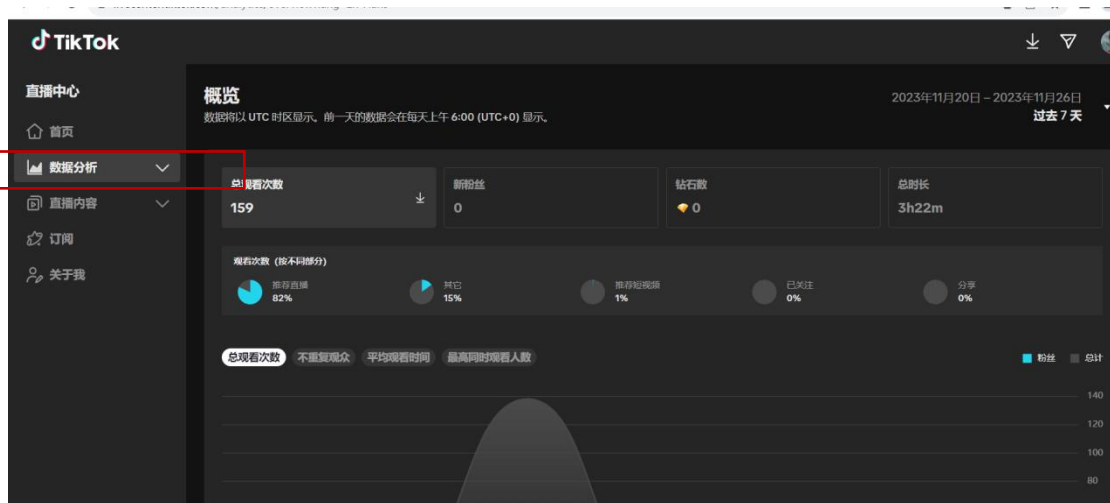 TikTok
直播中心
首页
数据分析
直播内容
订阅
关于我
概览
数据将以 UTC 时区显示。前一天的数据会在每天上午 6:00 (UTC+0) 显示。
2023年11月20日 – 2023年11月26日
过去 7 天
总观看次数
159
新粉丝
0
钻石数
0
总时长
3h22m
观看次数 (按不同部分)
推荐直播
82%
其它
15%
推荐短视频
1%
已关注
0%
分享
0%
总观看次数 不重复观众 平均观看时间 最高同时观看人数
粉丝 总计
140
120
100
80